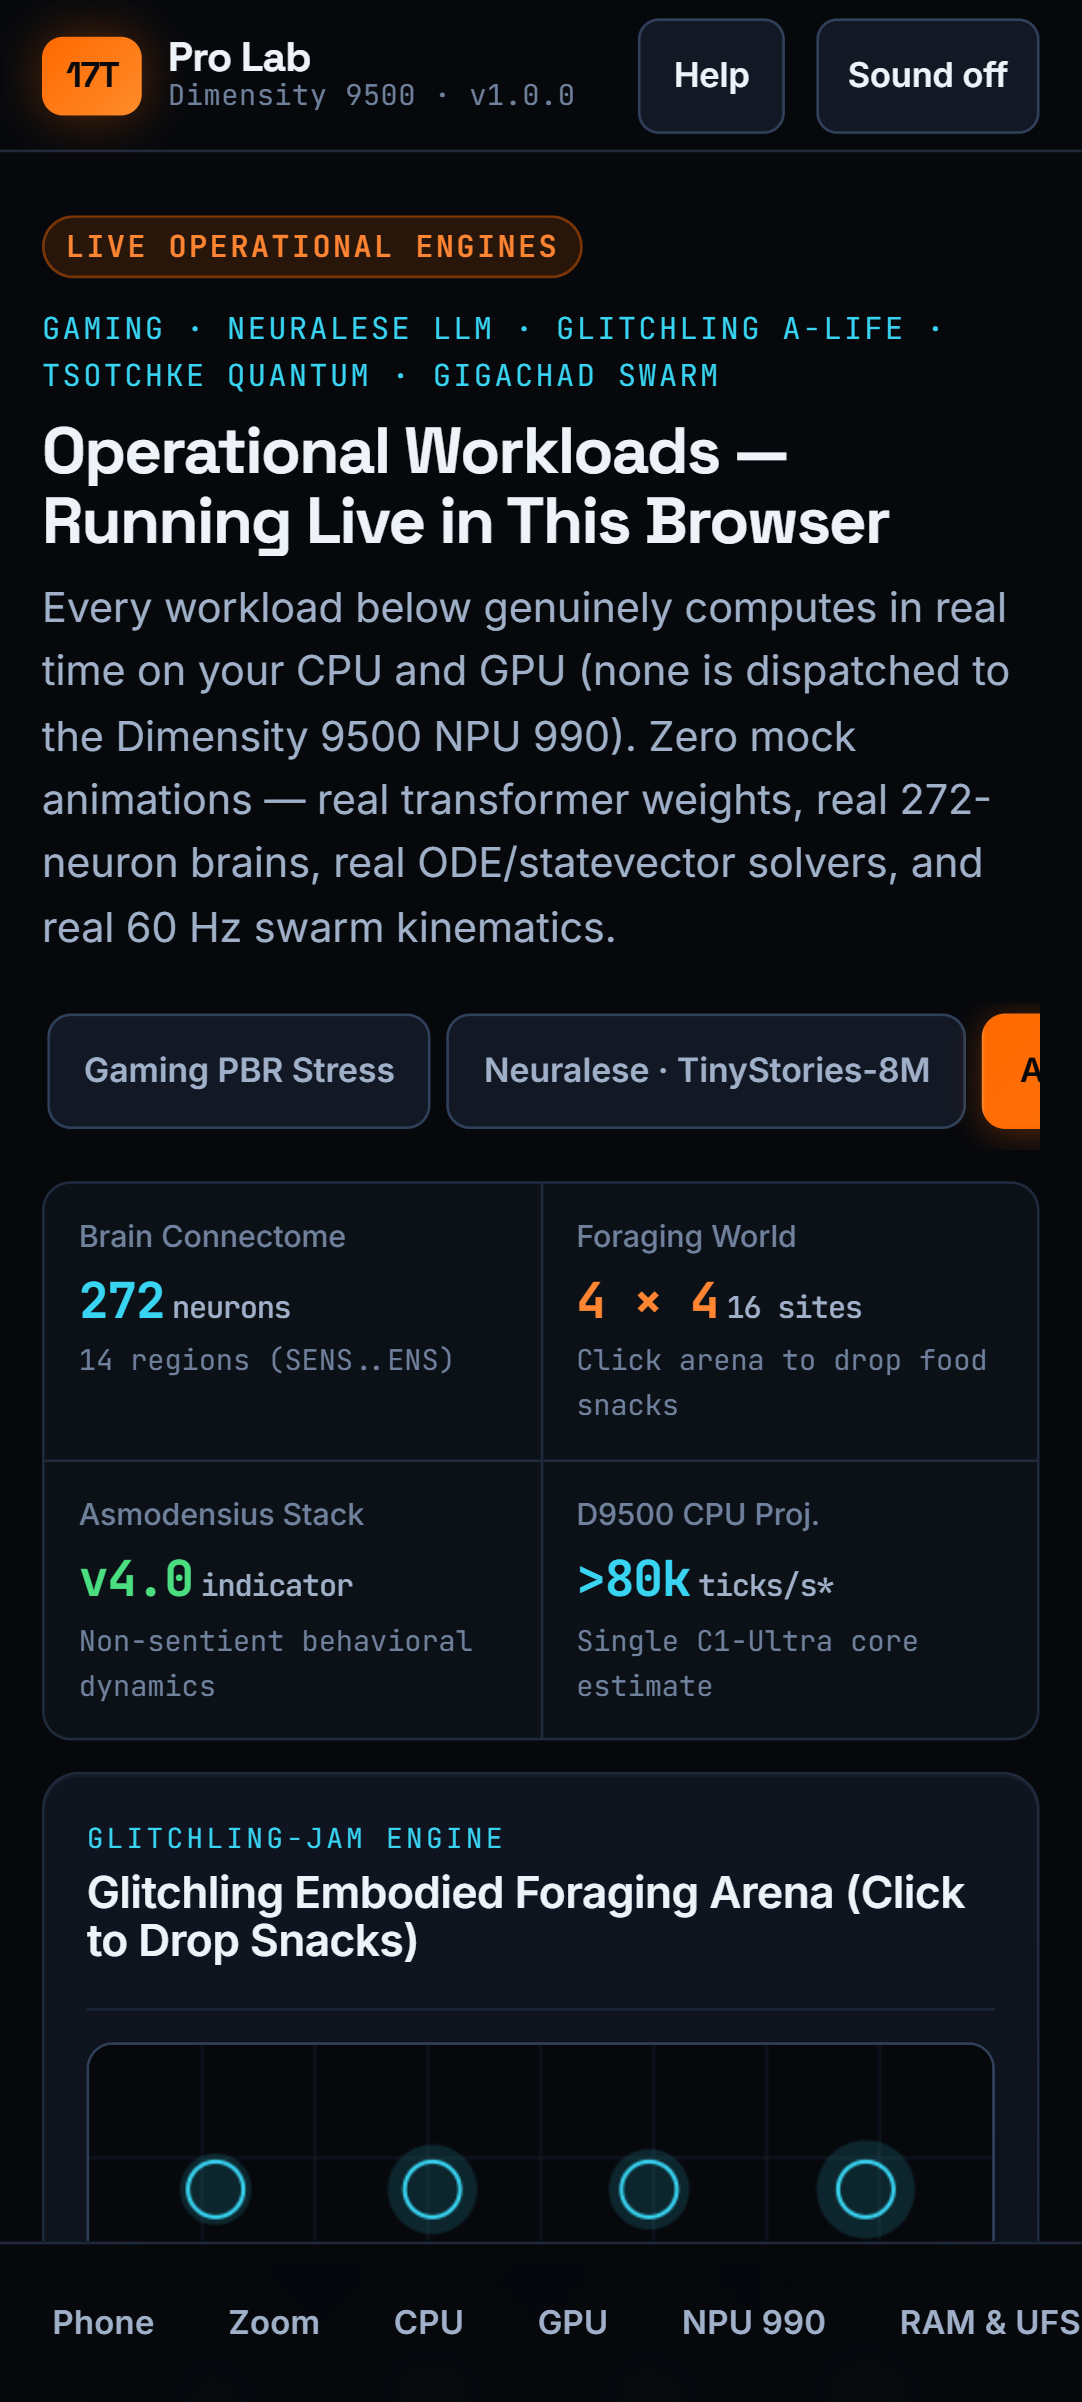 17T
Pro Lab
Dimensity 9500 · v1.0.0
Help
Sound off
LIVE OPERATIONAL ENGINES
GAMING · NEURALESE LLM · GLITCHLING A-LIFE ·
TSOTCHKE QUANTUM · GIGACHAD SWARM
Operational Workloads —
Running Live in This Browser
Every workload below genuinely computes in real
time on your CPU and GPU (none is dispatched to
the Dimensity 9500 NPU 990). Zero mock
animations — real transformer weights, real 272-
neuron brains, real ODE/statevector solvers, and
real 60 Hz swarm kinematics.
Gaming PBR Stress
Neuralese · TinyStories-8M
Brain Connectome
272 neurons
14 regions (SENS..ENS)
Foraging World
4 × 4 16 sites
Click arena to drop food
snacks
Asmodensius Stack
v4.0 indicator
Non-sentient behavioral
dynamics
D9500 CPU Proj.
>80k ticks/s*
Single C1-Ultra core
estimate
GLITCHLING-JAM ENGINE
Glitchling Embodied Foraging Arena (Click
to Drop Snacks)
Phone
Zoom
CPU
GPU
NPU 990
RAM & UFS